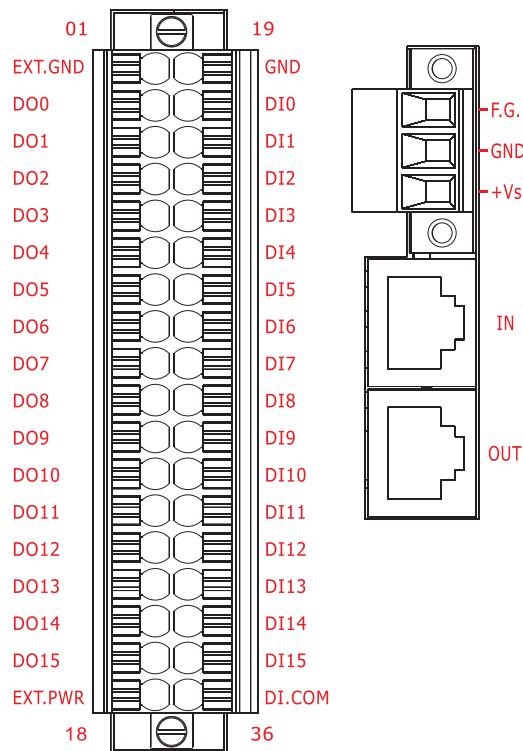 01 19
EXT.GND GND
DO0 DI0
DO1 DI1
DO2 DI2
DO3 DI3
DO4 DI4
DO5 DI5
DO6 DI6
DO7 DI7
DO8 DI8
DO9 DI9
DO10 DI10
DO11 DI11
DO12 DI12
DO13 DI13
DO14 DI14
DO15 DI15
EXT.PWR DI.COM
18 36
F.G.
GND
+Vs
IN
OUT